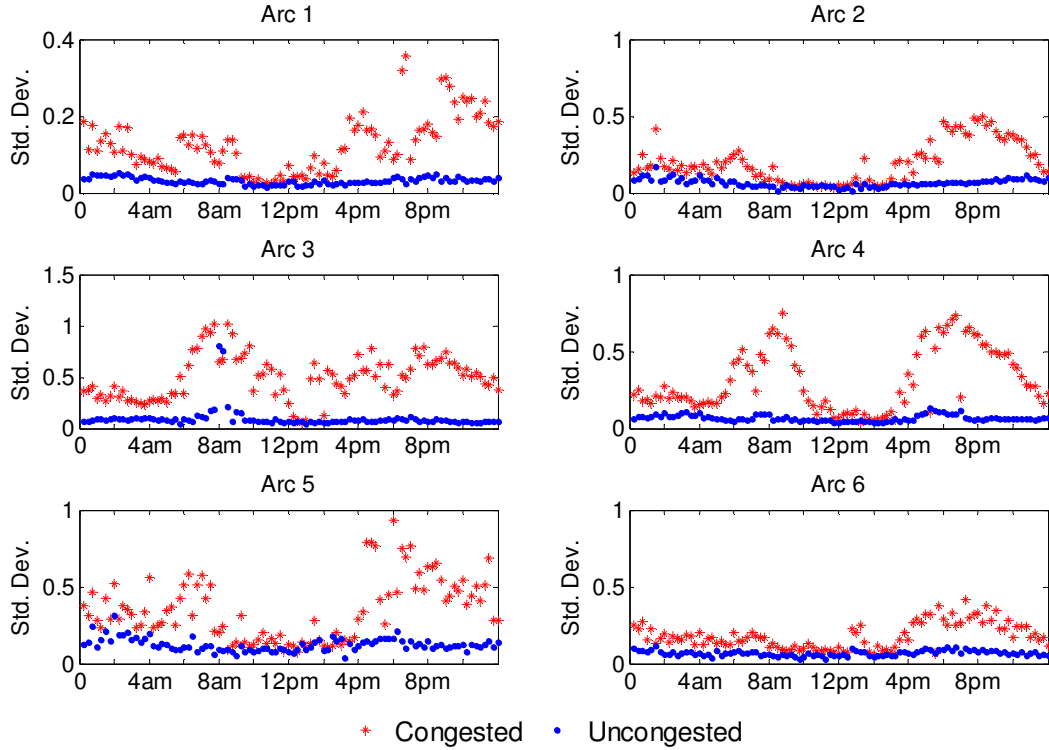 Arc 1
Arc 2
0.4
0.2
0
Std. Dev.
0 4am 8am 12pm 4pm 8pm
1
0.5
0
Std. Dev.
0 4am 8am 12pm 4pm 8pm
Arc 3
Arc 4
1.5
1
0.5
0
Std. Dev.
0 4am 8am 12pm 4pm 8pm
1
0.5
0
Std. Dev.
0 4am 8am 12pm 4pm 8pm
Arc 5
Arc 6
1
0.5
0
Std. Dev.
0 4am 8am 12pm 4pm 8pm
1
0.5
0
Std. Dev.
0 4am 8am 12pm 4pm 8pm
Congested Uncongested